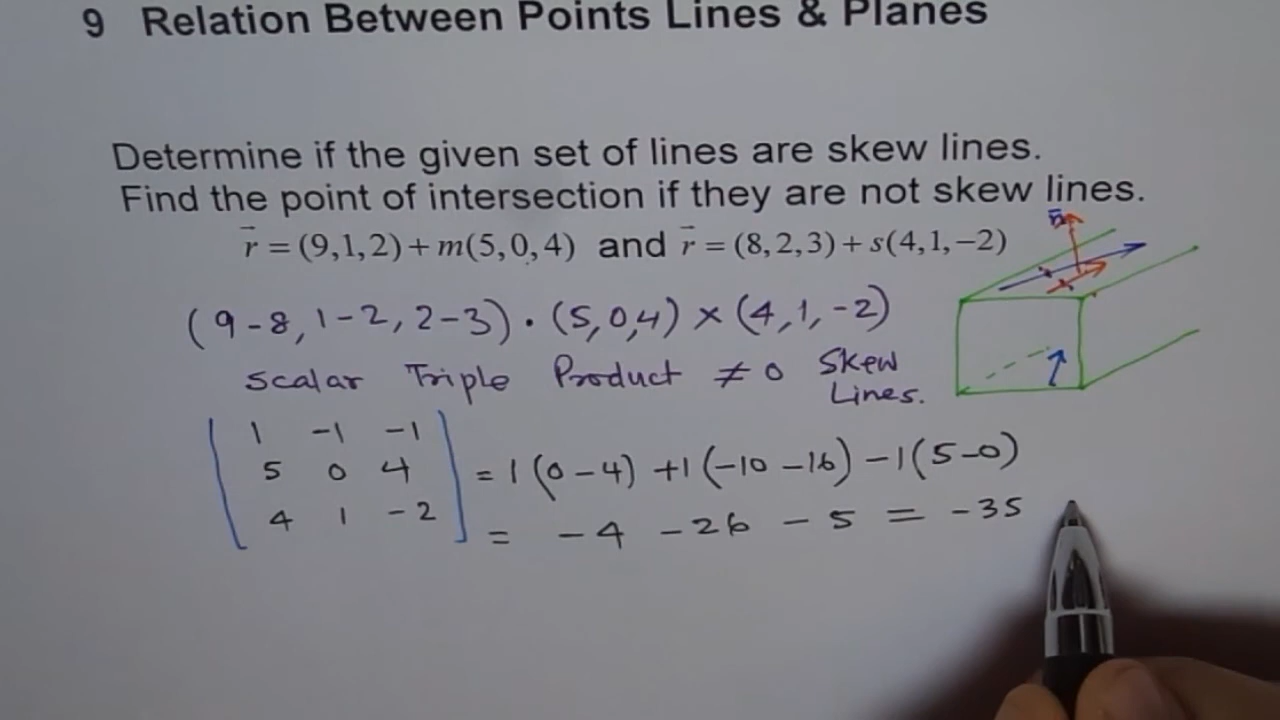 9 Relation Between Points Lines & Planes
Determine if the given set of lines are skew lines.
Find the point of intersection if they are not skew lines.
r⃗ = (9,1,2) + m(5,0,4) and r⃗ = (8,2,3) + s(4,1,−2)
n⃗
(9-8, 1-2, 2-3) · (5,0,4) × (4,1,-2)
Scalar Triple Product ≠ 0 Skew
Lines.
| 1 -1 -1 |
| 5 0 4 | = 1(0-4) +1(-10-16) -1(5-0)
| 4 1 -2 |
= -4 -26 -5 = -35